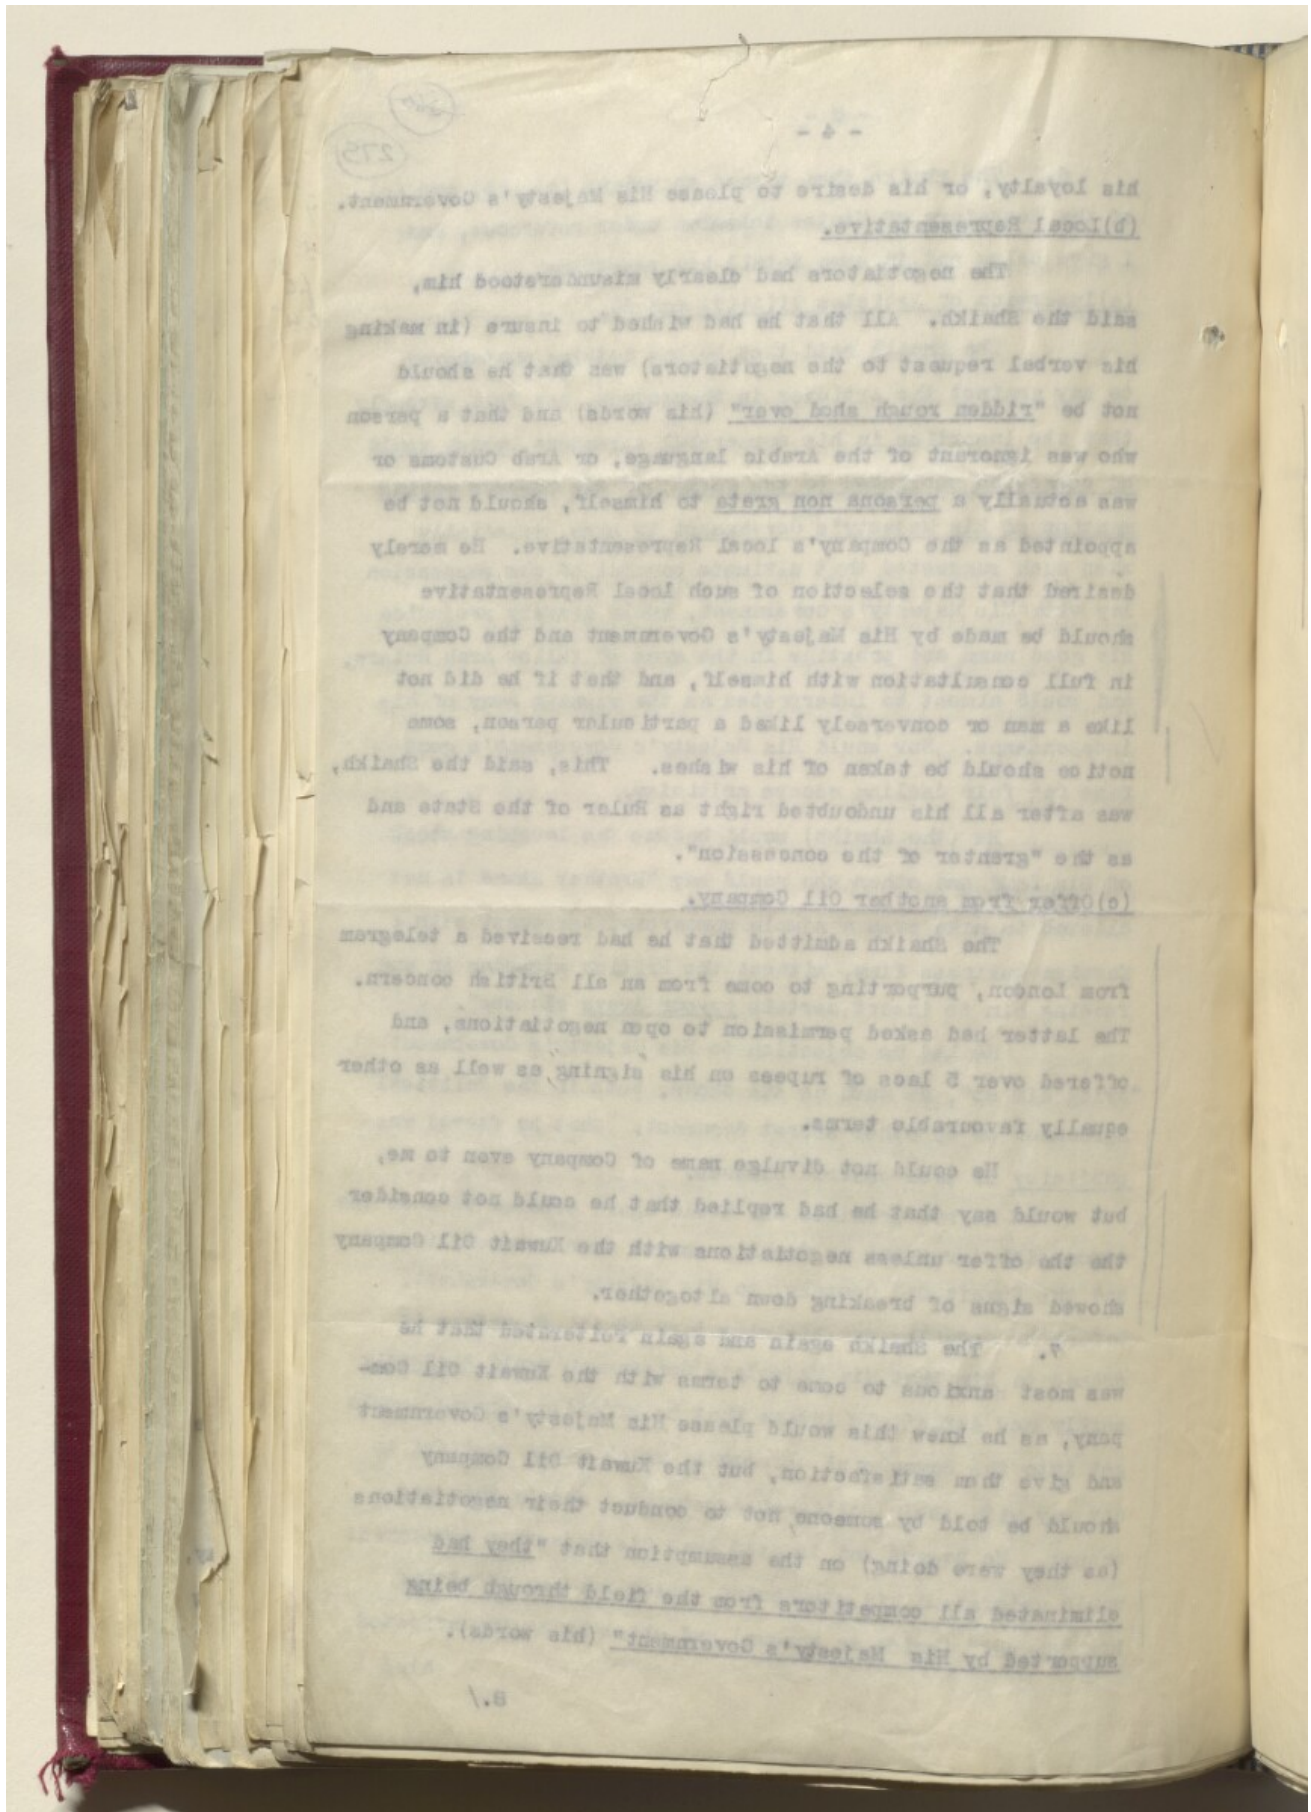 - 4 -
his loyalty, or his desire to please His Majesty's Government.
(b)Local Representative.
The negotiators had clearly misunderstood him,
said the Shaikh. All that he had wished to insure (in making
his verbal request to the negotiators) was that he should
not be "ridden rough shod over" (his words) and that a person
who was ignorant of the Arabic language, or Arab Customs or
was actually a persona non grata to himself, should not be
appointed as the Company's local Representative. He merely
desired that the selection of such local Representative
should be made by His Majesty's Government and the Company
in full consultation with himself, and that if he did not
like a man or conversely liked a particular person, some
notice should be taken of his wishes. This, said the Shaikh,
was after all his undoubted right as Ruler of the State and
as the "granter of the concession".
(c)Offer from another Oil Company.
The Shaikh admitted that he had received a telegram
from London, purporting to come from an all British concern.
The latter had asked permission to open negotiations, and
offered over 5 lacs of rupees on his signing, as well as other
equally favourable terms.
He could not divulge name of Company even to me,
but would say that he had replied that he could not consider
the the offer unless negotiations with the Kuwait Oil Company
showed signs of breaking down altogether.
7. The Shaikh again and again reiterated that he
was most anxious to come to terms with the Kuwait Oil Com-
pany, as he knew this would please His Majesty's Government
and give them satisfaction, but the Kuwait Oil Company
should be told by someone, not to conduct their negotiations
(as they were doing) on the assumption that "they had
eliminated all competitors from the field through being
supported by His Majesty's Government" (his words).
8./